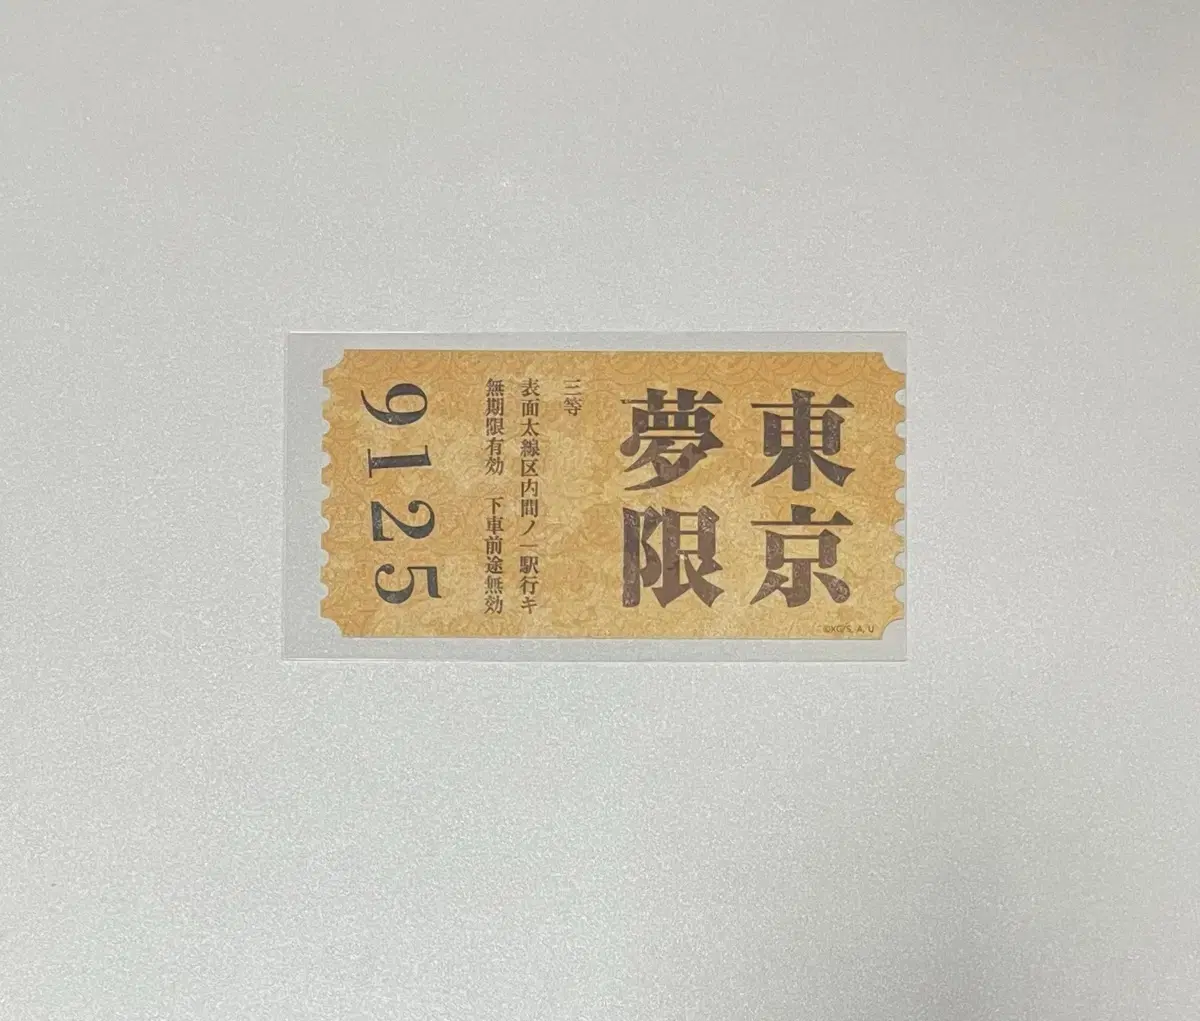 東京
夢限
三等
表面太線区内間ノ一駅行キ
無期限有効 下車前途無効
9125
©KG/S, A, U